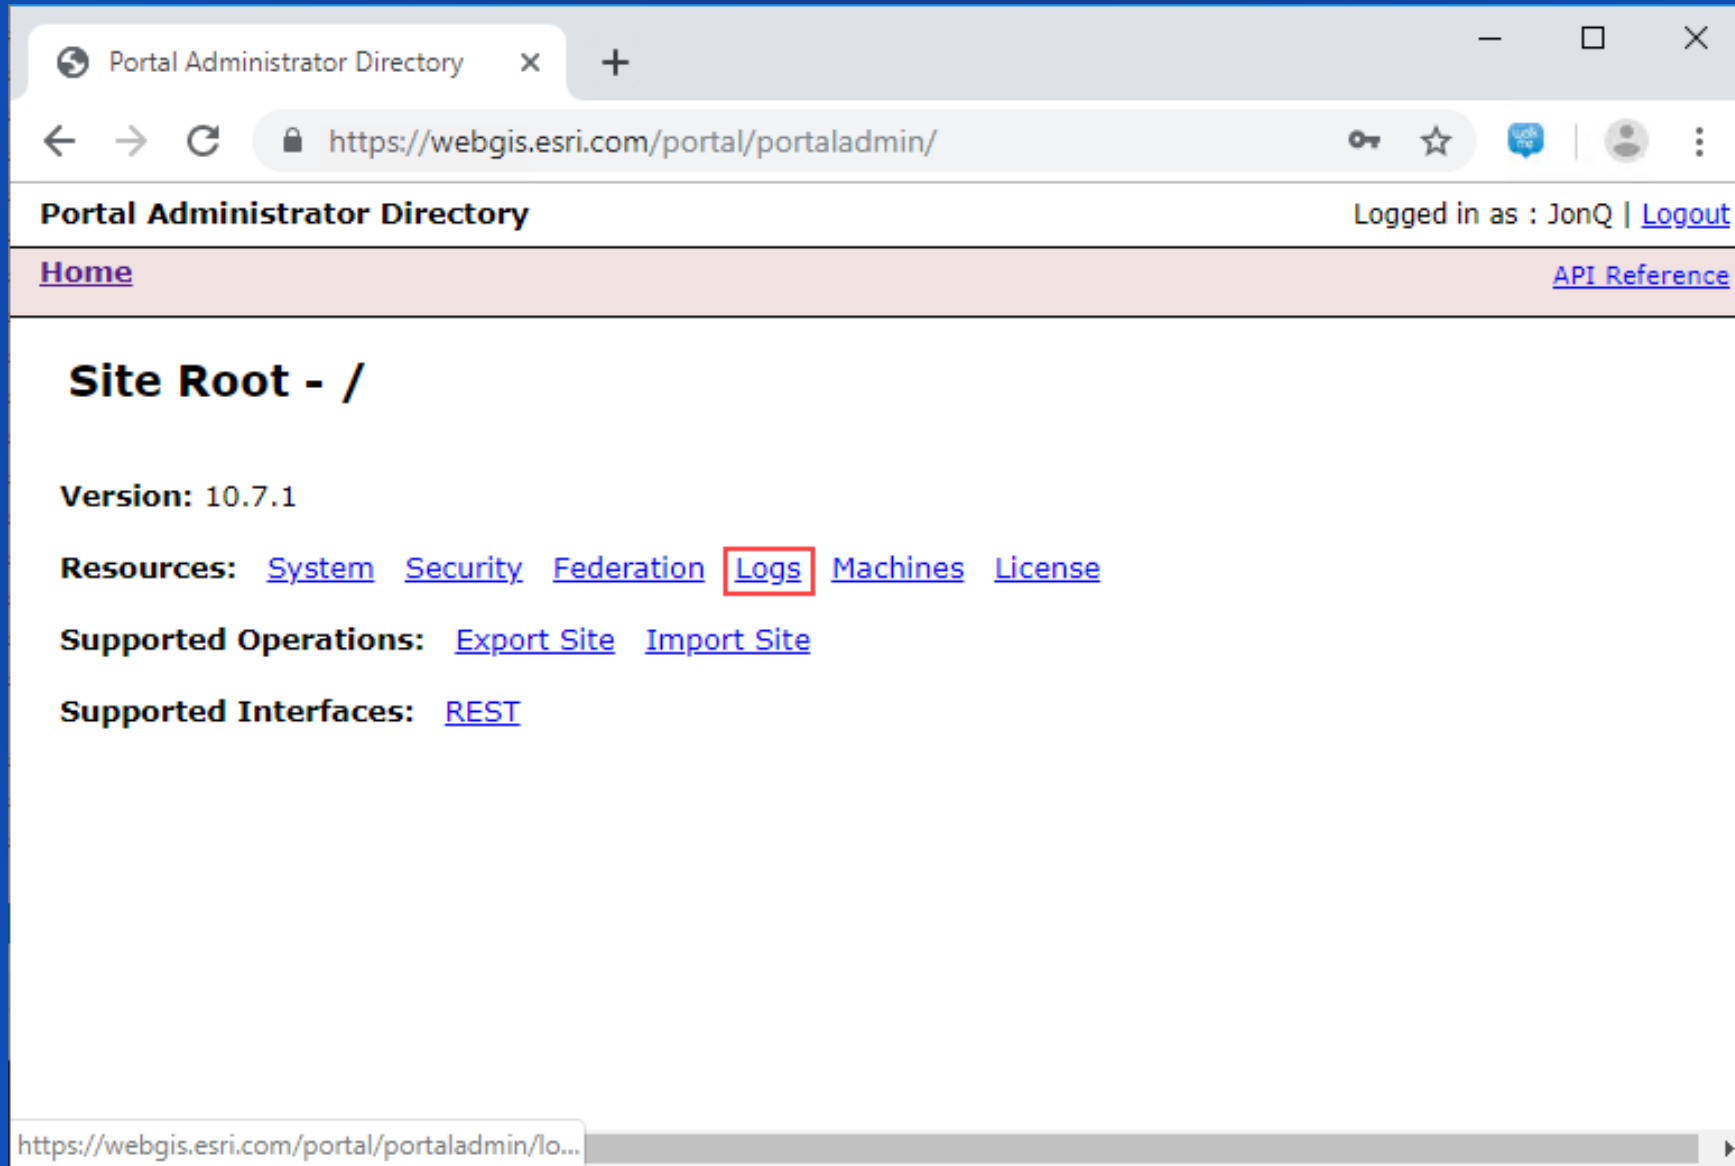 Portal Administrator Directory
https://webgis.esri.com/portal/portaladmin/
walk me
Portal Administrator Directory Logged in as : JonQ | Logout
Home API Reference
Site Root - /
Version: 10.7.1
Resources: System Security Federation Logs Machines License
Supported Operations: Export Site Import Site
Supported Interfaces: REST
https://webgis.esri.com/portal/portaladmin/lo...